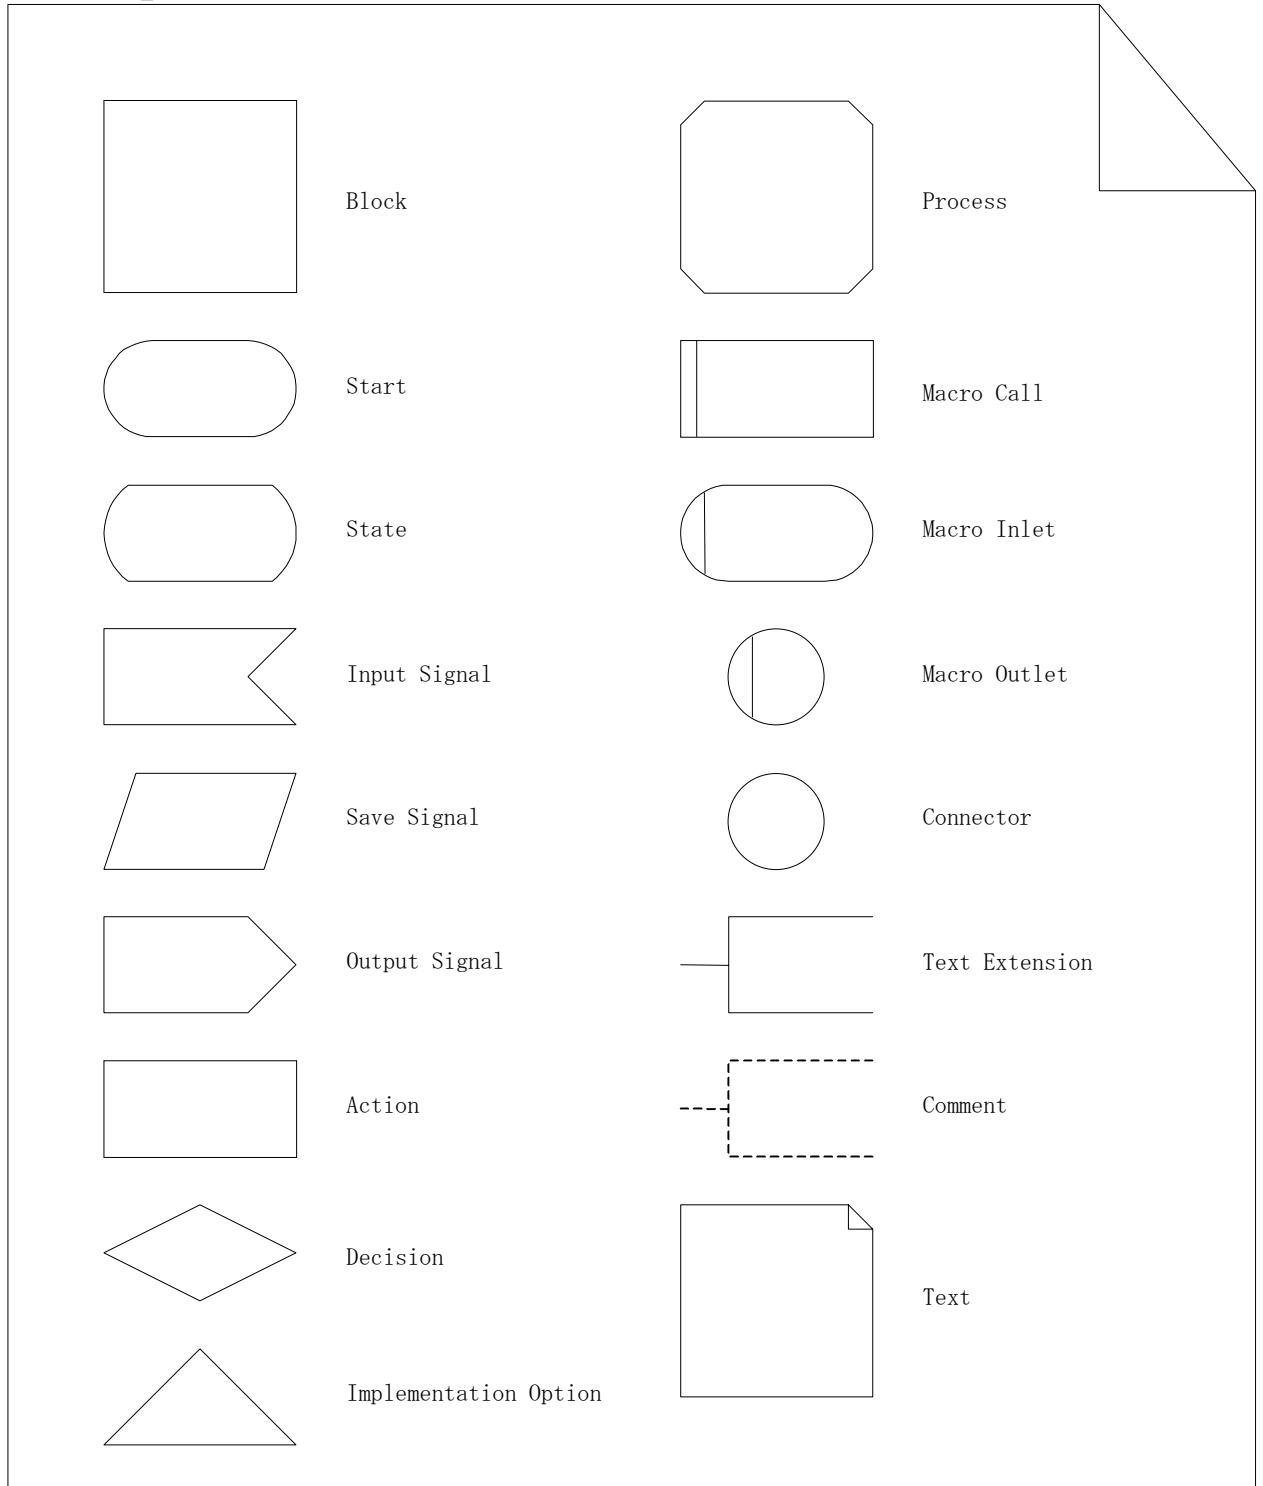 Block
Process
Start
Macro Call
State
Macro Inlet
Input Signal
Macro Outlet
Save Signal
Connector
Output Signal
Text Extension
Action
Comment
Decision
Text
Implementation Option